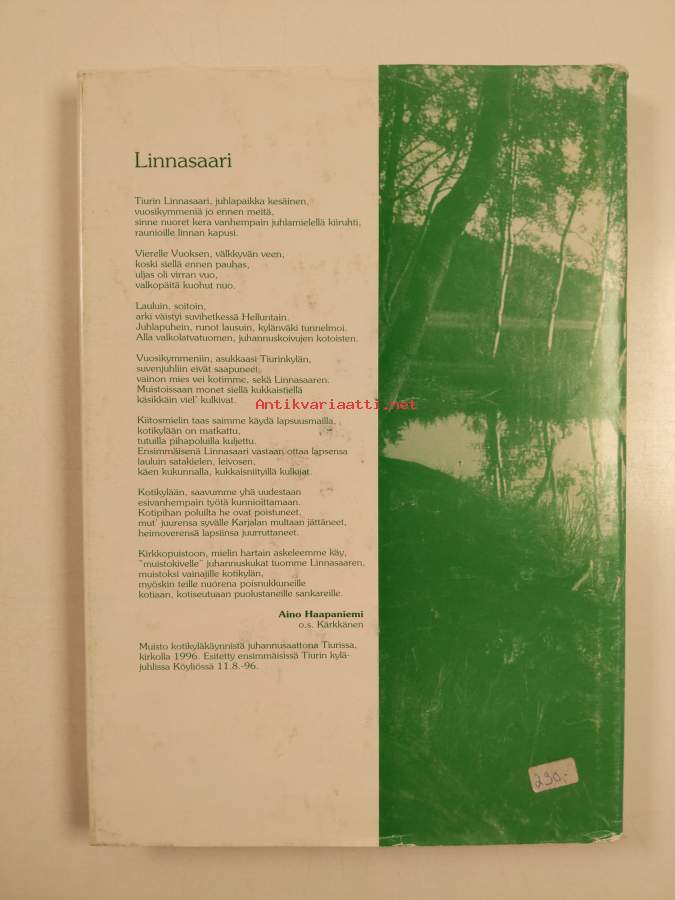 Linnasaari
Tiurin Linnasaari, juhlapaikka kesäinen,
vuosikymmeniä jo ennen meitä,
sinne nuoret kera vanhempain juhlamielellä kiiruhti,
raunioille linnan kapusi.
Vierelle Vuoksen, välkkyvän veen,
koski siellä ennen pauhas,
uljas oli virran vuo,
valkopäitä kuohut nuo.
Lauluin, soitoin,
arki väistyi suvihetkessä Helluntain.
Juhlapuhein, runot lausuin, kylänväki tunnelmoi.
Alla valkolatvatuomen, juhannuskoivujen kotoisten.
Vuosikymmeniin, asukkaasi Tiurinkylän,
suvenjuhliin eivät saapuneet,
vainon mies vei kotimme, sekä Linnasaaren.
Muistoissaan monet siellä kukkaistiellä
käsikkäin viel' kulkivat.
Antikvariaatti.net
Kiitosmielin taas saimme käydä lapsuusmailla,
kotikylään on matkattu,
tutuilla pihapoluilla kuljettu.
Ensimmäisenä Linnasaari vastaan ottaa lapsensa
lauluin satakielen, leivosen,
käen kukunnalla, kukkaisniityillä kulkijat.
Kotikylään, saavumme yhä uudestaan
esivanhempain työtä kunnioittamaan.
Kotipihan poluilta he ovat poistuneet,
mut' juurensa syvälle Karjalan multaan jättäneet,
heimoverensä lapsiinsa juurruttaneet.
Kirkkopuistoon, mielin hartain askeleemme käy,
"muistokivelle" juhannuskukat tuomme Linnasaaren,
muistoksi vainajille kotikylän,
myöskin teille nuorena poisnukkuneille
kotiaan, kotiseutuaan puolustaneille sankareille.
Aino Haapaniemi
o.s. Kärkkänen
Muisto kotikyläkäynnistä juhannusaattona Tiurissa,
kirkolla 1996. Esitetty ensimmäisissä Tiurin kylä-
juhlissa Köyliössä 11.8.-96.
290,-